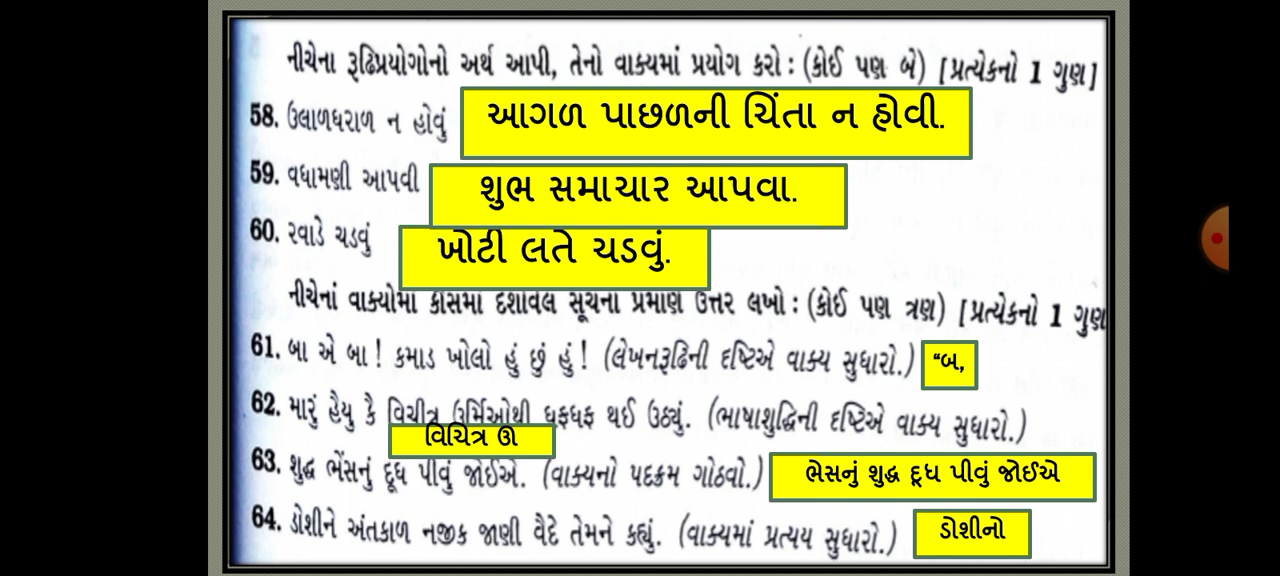 નીચેના રૂઢિપ્રયોગોનો અર્થ આપી, તેનો વાક્યમાં પ્રયોગ કરો : (કોઈ પણ બે) [પ્રત્યેકનો 1 ગુણ]
58. ઉલાળધરાળ ન હોવું આગળ પાછળની ચિંતા ન હોવી.
59. વધામણી આપવી શુભ સમાચાર આપવા.
60. રવાડે ચડવું ખોટી લતે ચડવું.
નીચેનાં વાક્યોમાં કૌંસમાં દર્શાવેલ સૂચના પ્રમાણે ઉત્તર લખો : (કોઈ પણ ત્રણ) [પ્રત્યેકનો 1 ગુણ
61. બા એ બા ! કમાડ ખોલો હું છું હું ! (લેખનરૂઢિની દષ્ટિએ વાક્ય સુધારો.) “બ,
62. મારું હૈયુ કૈ વિચીત્ર ઉર્મિઓથી ધફધફ થઈ ઉઠ્યું. (ભાષાશુદ્ધિની દષ્ટિએ વાક્ય સુધારો.)
વિચિત્ર ઊ
63. શુદ્ધ ભેંસનું દૂધ પીવું જોઈએ. (વાક્યનો પદક્રમ ગોઠવો.) ભેસનું શુદ્ધ દૂધ પીવું જોઈએ
64. ડોશીને અંતકાળ નજીક જાણી વૈદે તેમને કહ્યું. (વાક્યમાં પ્રત્યય સુધારો.) ડોશીનો